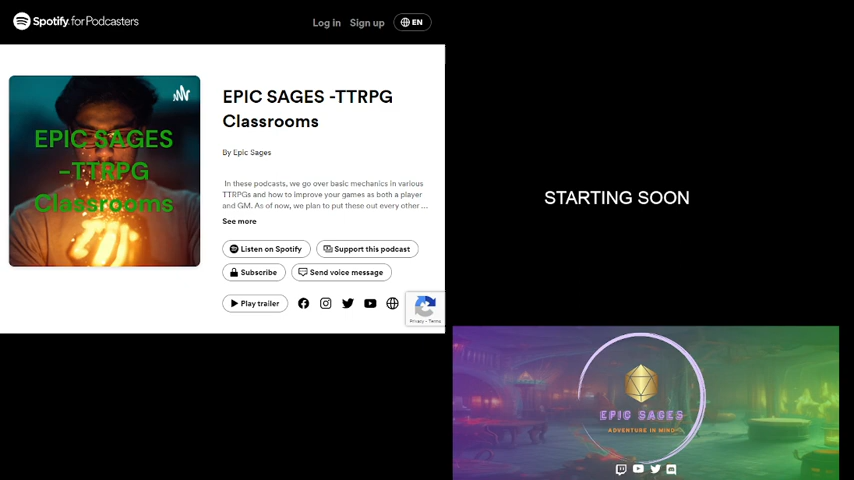 Spotify for Podcasters
Log in
Sign up
EN
EPIC SAGES
-TTRPG
Classrooms
EPIC SAGES -TTRPG
Classrooms
By Epic Sages
In these podcasts, we go over basic mechanics in various
TTRPGs and how to improve your games as both a player
and GM. As of now, we plan to put these out every other ...
See more
Listen on Spotify
Support this podcast
Subscribe
Send voice message
Play trailer
Privacy - Terms
STARTING SOON
EPIC SAGES
ADVENTURE IN MIND